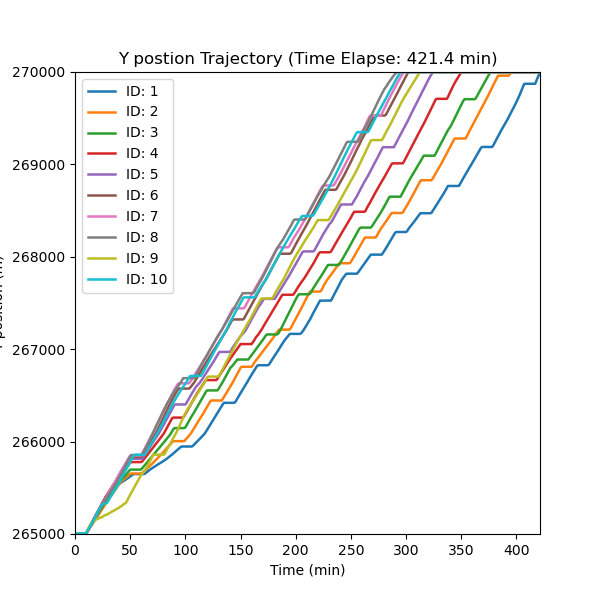 Y postion Trajectory (Time Elapse: 421.4 min)
270000
269000
268000
267000
266000
265000
ID: 1
ID: 2
ID: 3
ID: 4
ID: 5
ID: 6
ID: 7
ID: 8
ID: 9
ID: 10
0 50 100 150 200 250 300 350 400
Time (min)